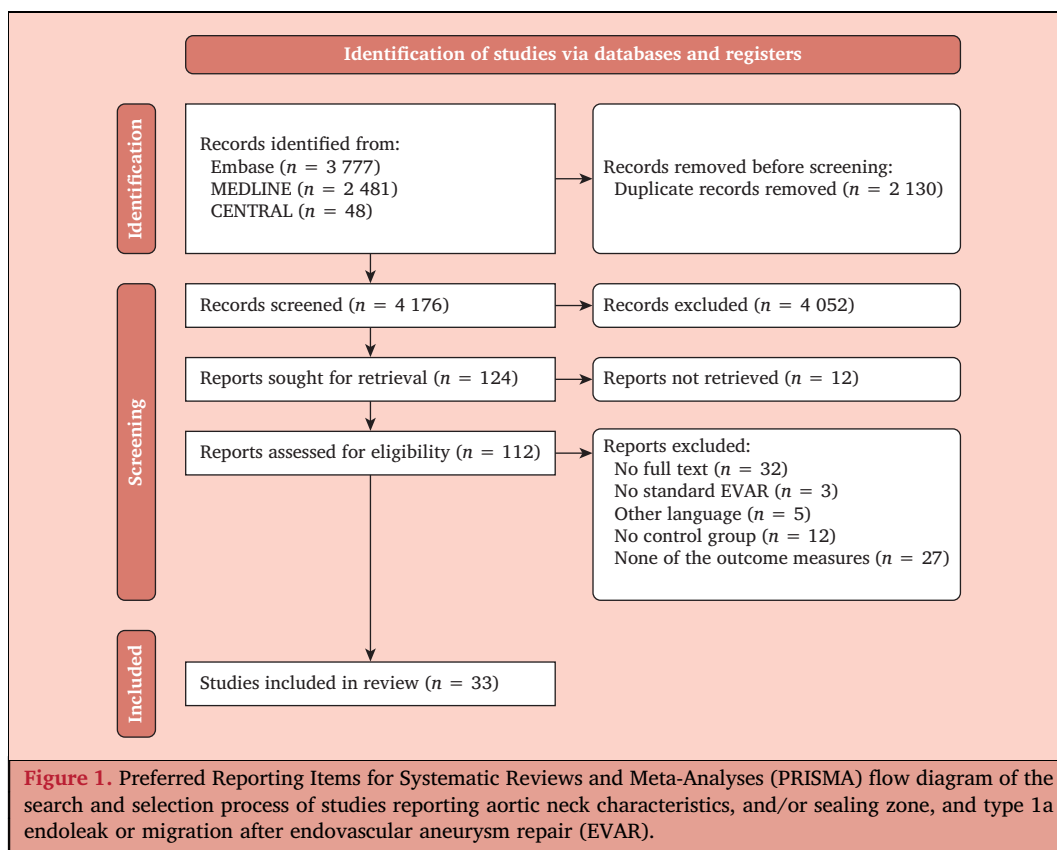 Identification of studies via databases and registers
Identification
Records identified from:
Embase (n = 3 777)
MEDLINE (n = 2 481)
CENTRAL (n = 48)
Records removed before screening:
Duplicate records removed (n = 2 130)
Screening
Records screened (n = 4 176)
Records excluded (n = 4 052)
Reports sought for retrieval (n = 124)
Reports not retrieved (n = 12)
Reports assessed for eligibility (n = 112)
Reports excluded:
No full text (n = 32)
No standard EVAR (n = 3)
Other language (n = 5)
No control group (n = 12)
None of the outcome measures (n = 27)
Included
Studies included in review (n = 33)
Figure 1. Preferred Reporting Items for Systematic Reviews and Meta-Analyses (PRISMA) flow diagram of the
search and selection process of studies reporting aortic neck characteristics, and/or sealing zone, and type 1a
endoleak or migration after endovascular aneurysm repair (EVAR).